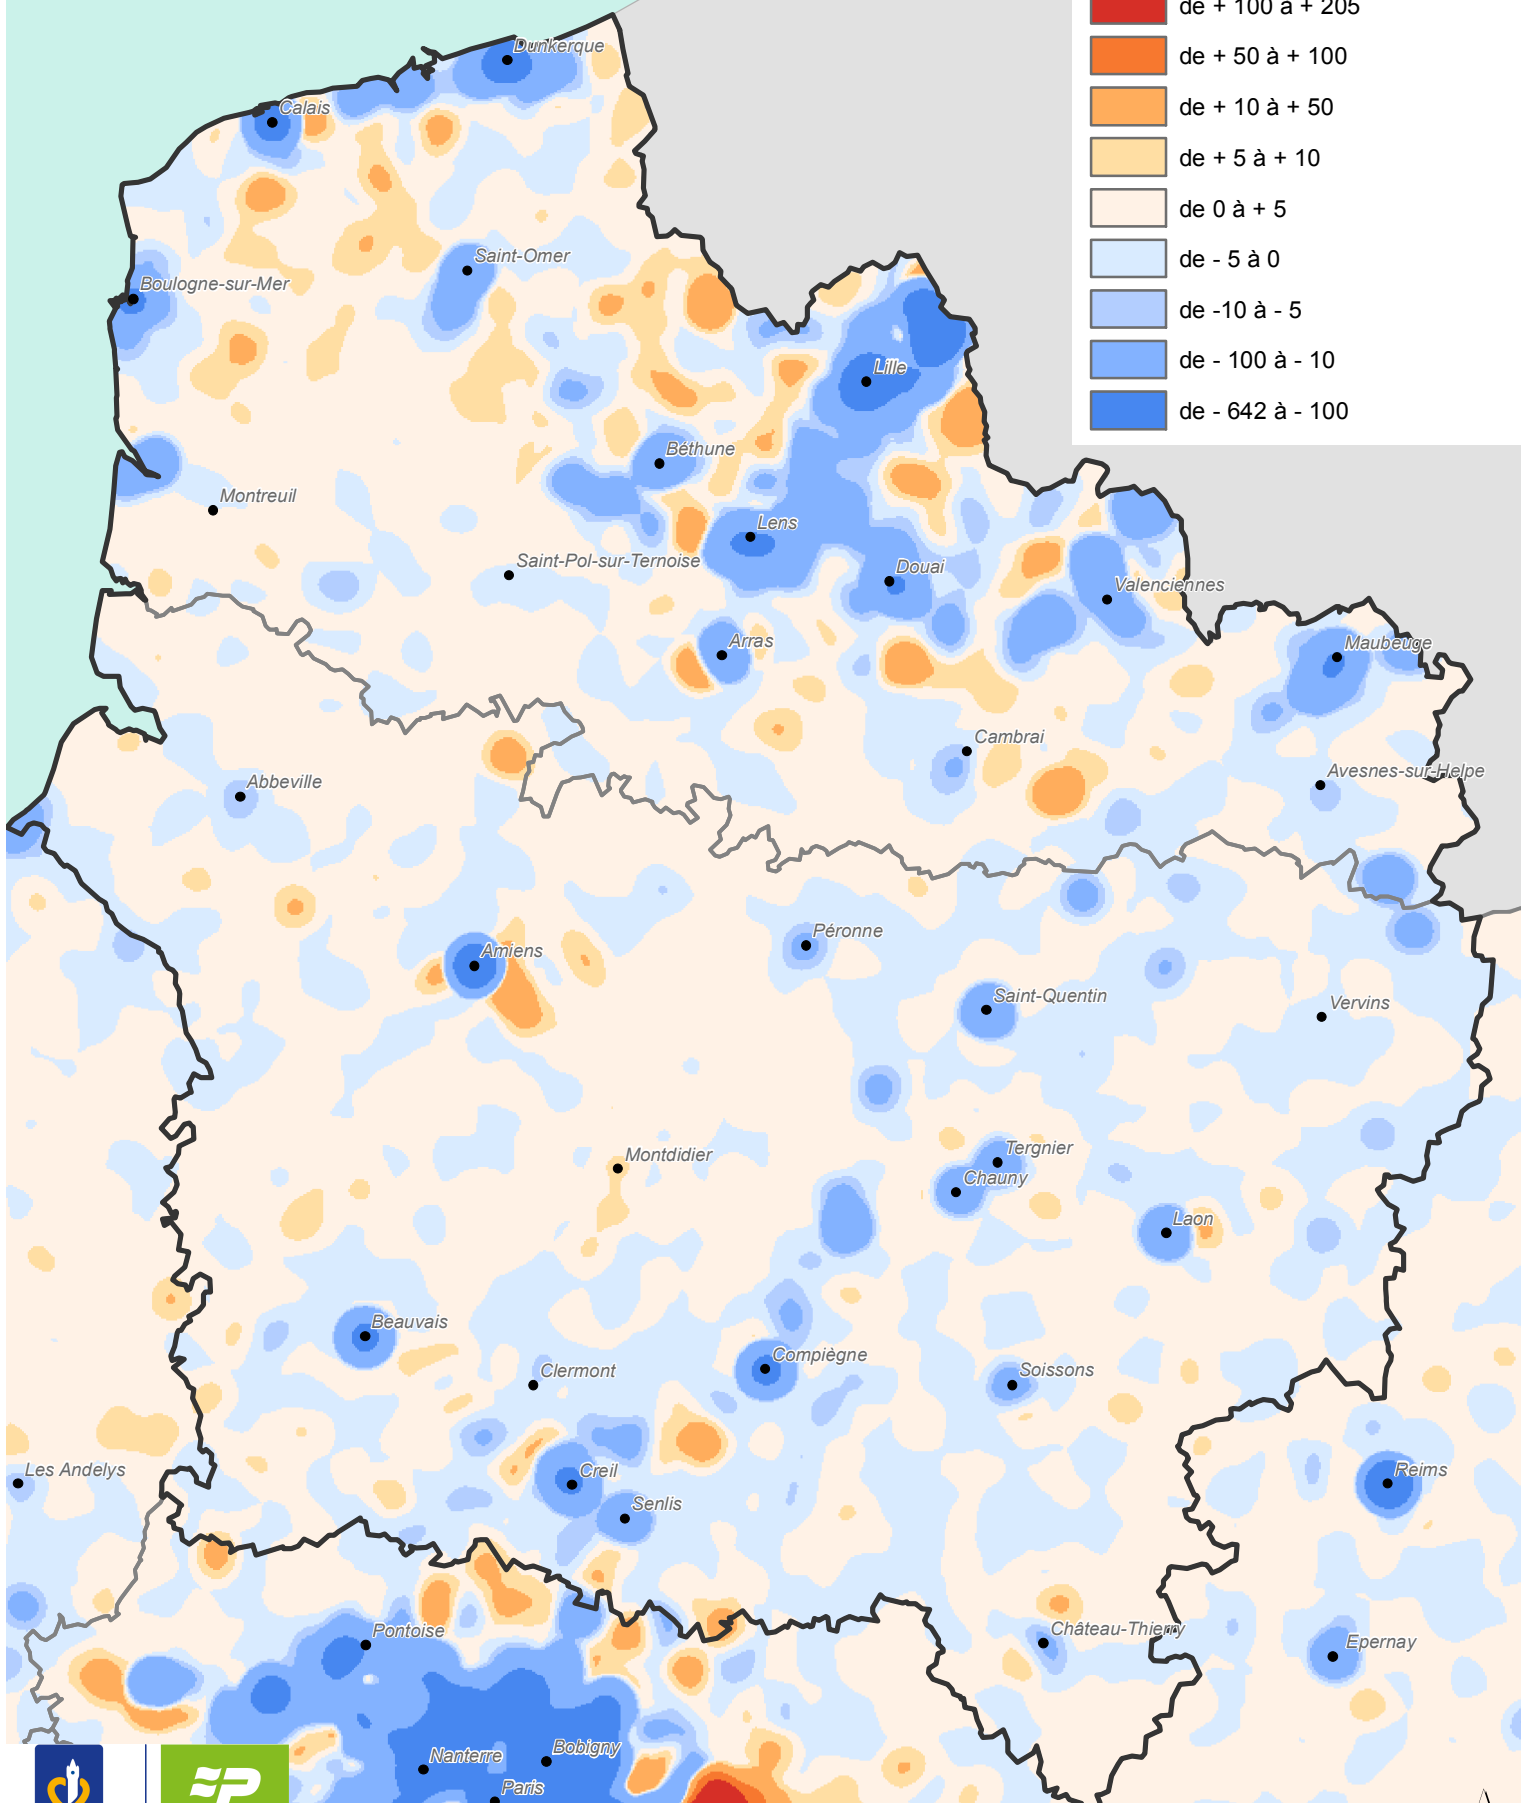 de + 100 à + 205
de + 50 à + 100
de + 10 à + 50
de + 5 à + 10
de 0 à + 5
de - 5 à 0
de -10 à - 5
de - 100 à - 10
de - 642 à - 100
Dunkerque
Calais
Saint-Omer
Boulogne-sur-Mer
Lille
Béthune
Montreuil
Lens
Saint-Pol-sur-Ternoise
Douai
Valenciennes
Arras
Maubeuge
Cambrai
Avesnes-sur-Helpe
Abbeville
Péronne
Amiens
Saint-Quentin
Vervins
Tergnier
Montdidier
Chauny
Laon
Beauvais
Compiègne
Clermont
Soissons
Les Andelys
Creil
Reims
Senlis
Pontoise
Château-Thierry
Epernay
Nanterre
Bobigny
Paris